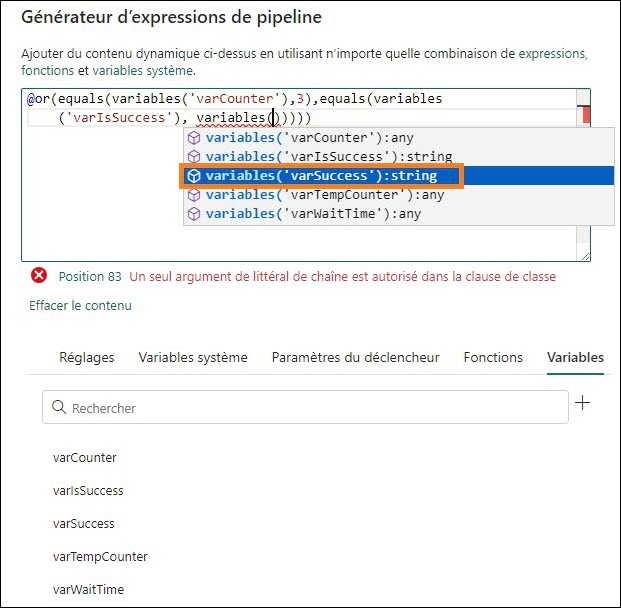 Générateur d’expressions de pipeline
Ajouter du contenu dynamique ci-dessus en utilisant n’importe quelle combinaison de expressions,
fonctions et variables système.
@or(equals(variables('varCounter'),3),equals(variables
('varIsSuccess'), variables()))))
variables('varCounter'):any
variables('varIsSuccess'):string
variables('varSuccess'):string
variables('varTempCounter'):any
variables('varWaitTime'):any
Position 83 Un seul argument de littéral de chaîne est autorisé dans la clause de classe
Effacer le contenu
Réglages Variables système Paramètres du déclencheur Fonctions Variables
Rechercher
varCounter
varIsSuccess
varSuccess
varTempCounter
varWaitTime